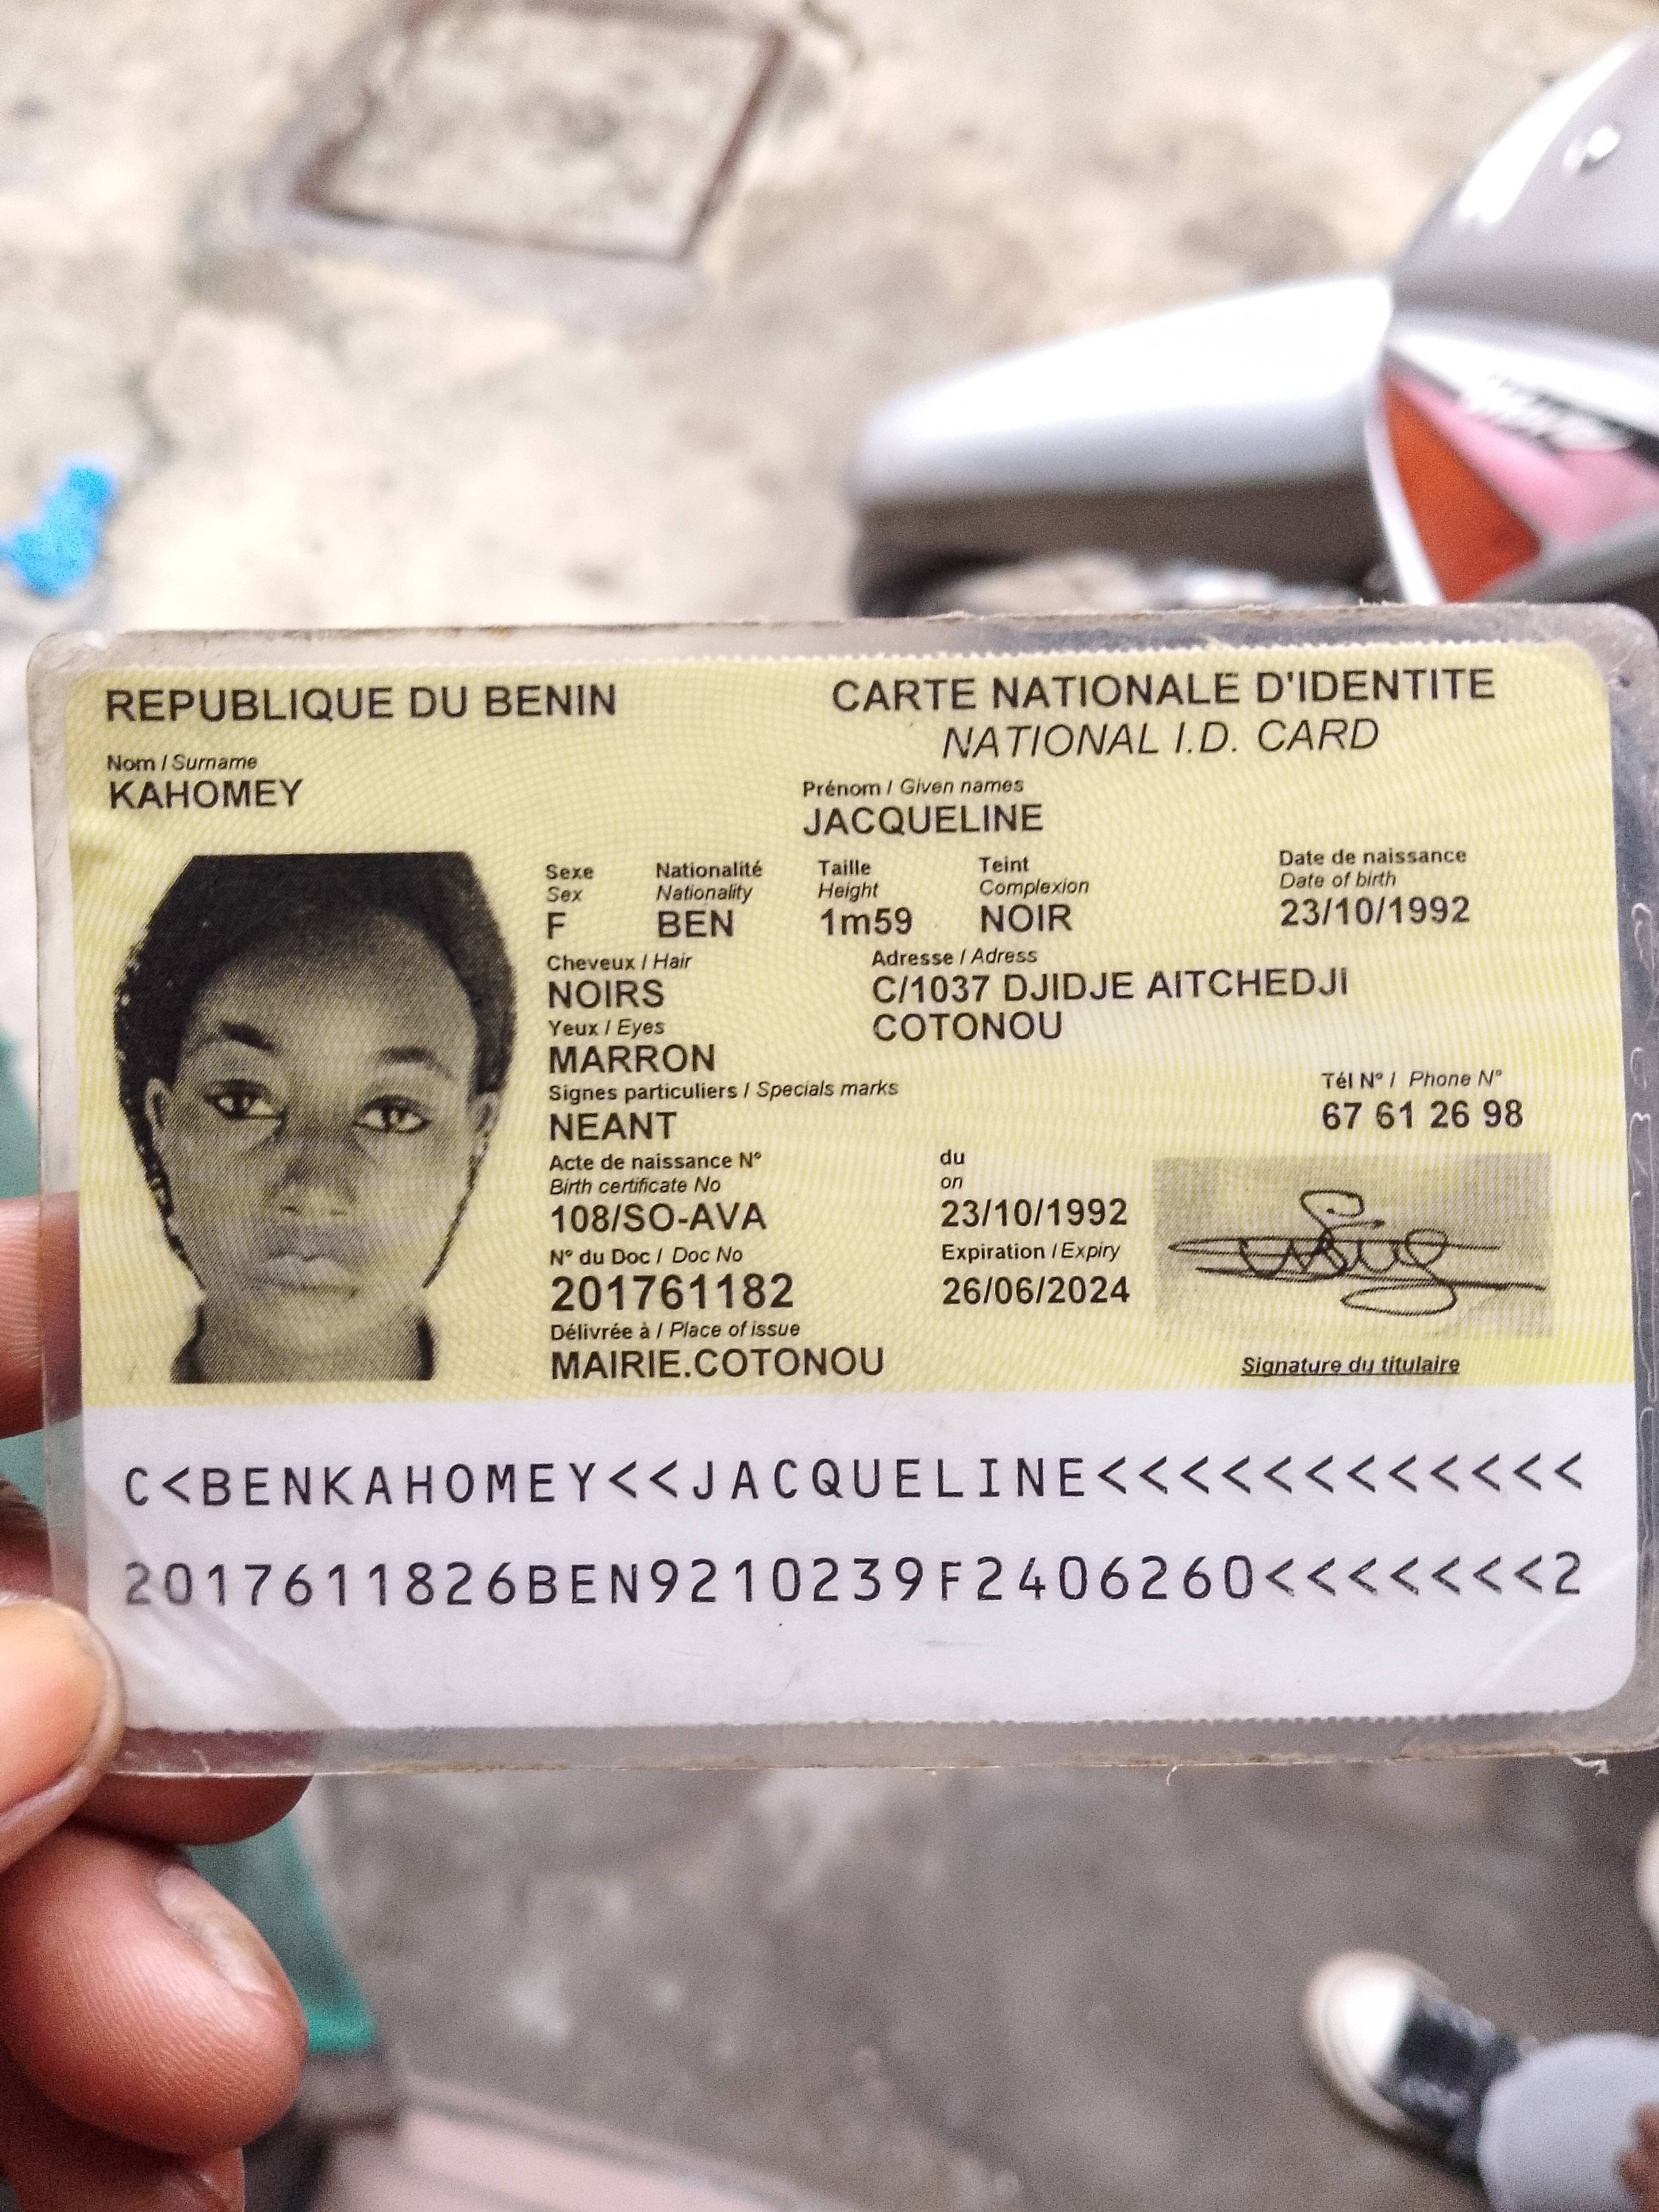 REPUBLIQUE DU BENIN
CARTE NATIONALE D'IDENTITE
NATIONAL I.D. CARD
Nom / Surname
KAHOMEY
Prénom / Given names
JACQUELINE
Sexe Nationalité Taille Teint Date de naissance
Sex Nationality Height Complexion Date of birth
F BEN 1m59 NOIR 23/10/1992
Cheveux / Hair Adresse / Adress
NOIRS C/1037 DJIDJE AITCHEDJI
Yeux / Eyes COTONOU
MARRON
Signes particuliers / Specials marks Tél N° / Phone N°
NEANT 67 61 26 98
Acte de naissance N° du
Birth certificate No on
108/SO-AVA 23/10/1992
N° du Doc / Doc No Expiration / Expiry
201761182 26/06/2024
Délivrée à / Place of issue
MAIRIE.COTONOU
Signature du titulaire
C<BENKAHOMEY<<JACQUELINE<<<<<<<<<<<<
2017611826BEN9210239F2406260<<<<<<<2